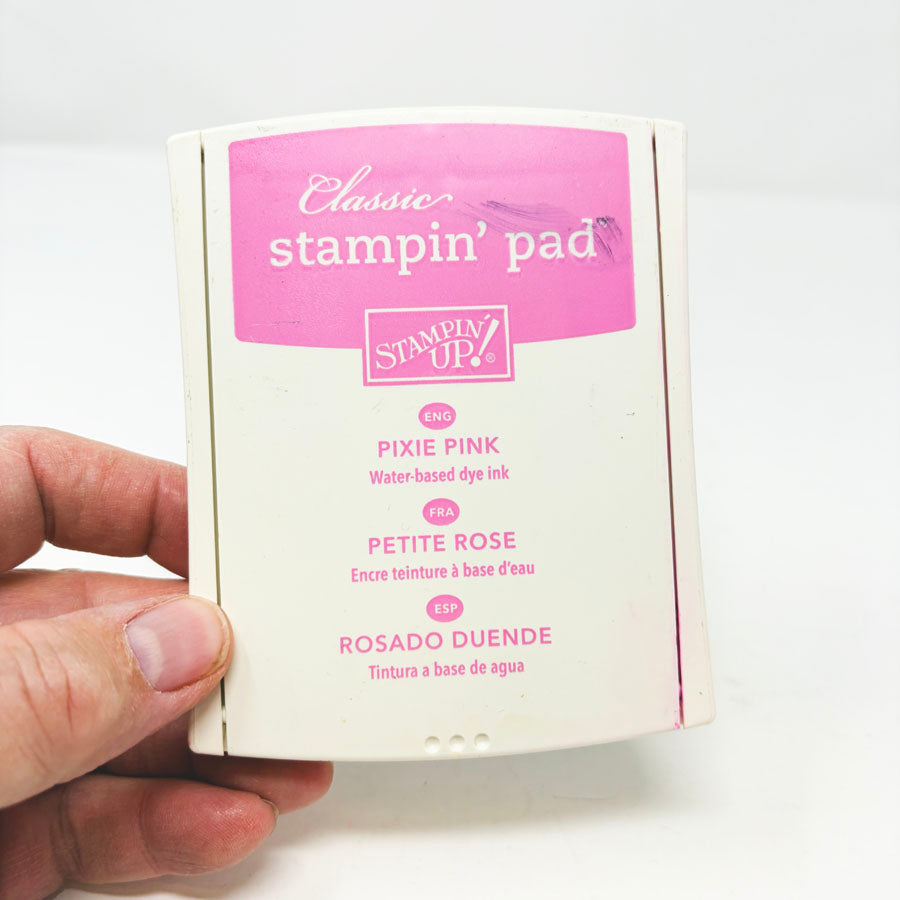 Classic
stampin' pad
STAMPIN'
UP!®
ENG
PIXIE PINK
Water-based dye ink
FRA
PETITE ROSE
Encre teinture à base d'eau
ESP
ROSADO DUENDE
Tintura a base de agua